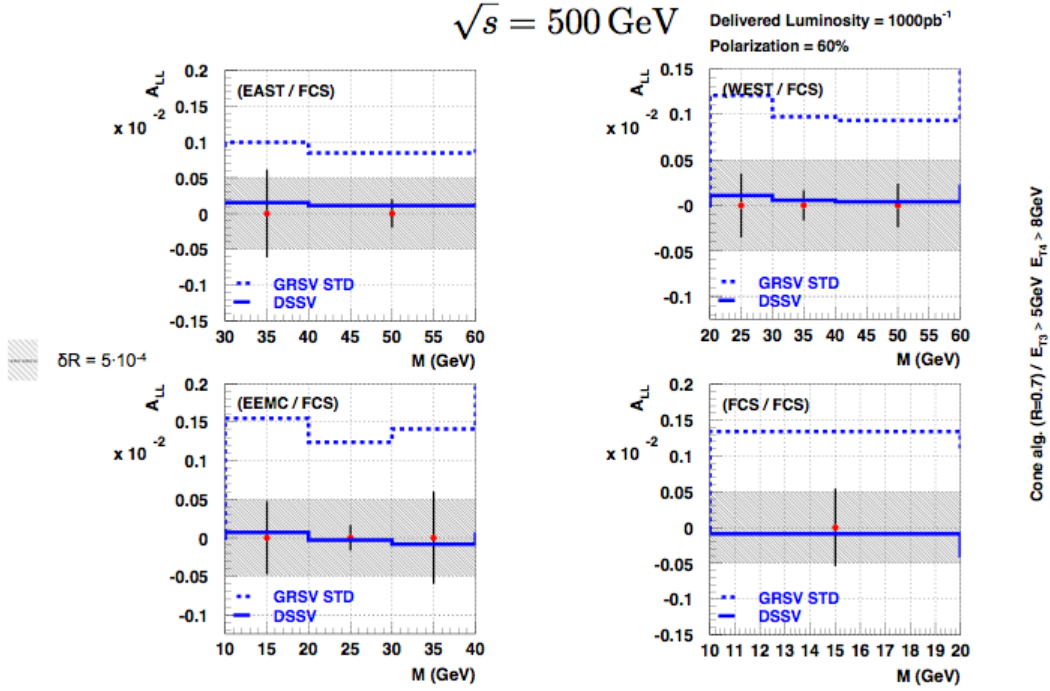 √s = 500 GeV
Delivered Luminosity = 1000pb⁻¹
Polarization = 60%
A_LL
x 10⁻²
(EAST / FCS)
0.2
0.15
0.1
0.05
0
-0.05
-0.1
-0.15
GRSV STD
DSSV
30 35 40 45 50 55 60
M (GeV)
A_LL
x 10⁻²
(WEST / FCS)
0.15
0.1
0.05
-0
-0.05
-0.1
GRSV STD
DSSV
20 25 30 35 40 45 50 55 60
M (GeV)
δR = 5·10⁻⁴
A_LL
x 10⁻²
(EEMC / FCS)
0.2
0.15
0.1
0.05
0
-0.05
-0.1
GRSV STD
DSSV
10 15 20 25 30 35 40
M (GeV)
A_LL
x 10⁻²
(FCS / FCS)
0.2
0.15
0.1
0.05
0
-0.05
-0.1
-0.15
GRSV STD
DSSV
10 11 12 13 14 15 16 17 18 19 20
M (GeV)
Cone alg. (R=0.7) / E_T3 > 5GeV E_T4 > 8GeV